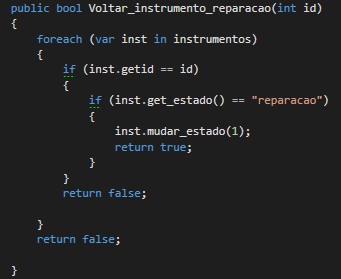 public bool Voltar_instrumento_reparacao(int id)
{
foreach (var inst in instrumentos)
{
if (inst.getid == id)
{
if (inst.get_estado() == "reparacao")
{
inst.mudar_estado(1);
return true;
}
}
return false;
}
return false;
}